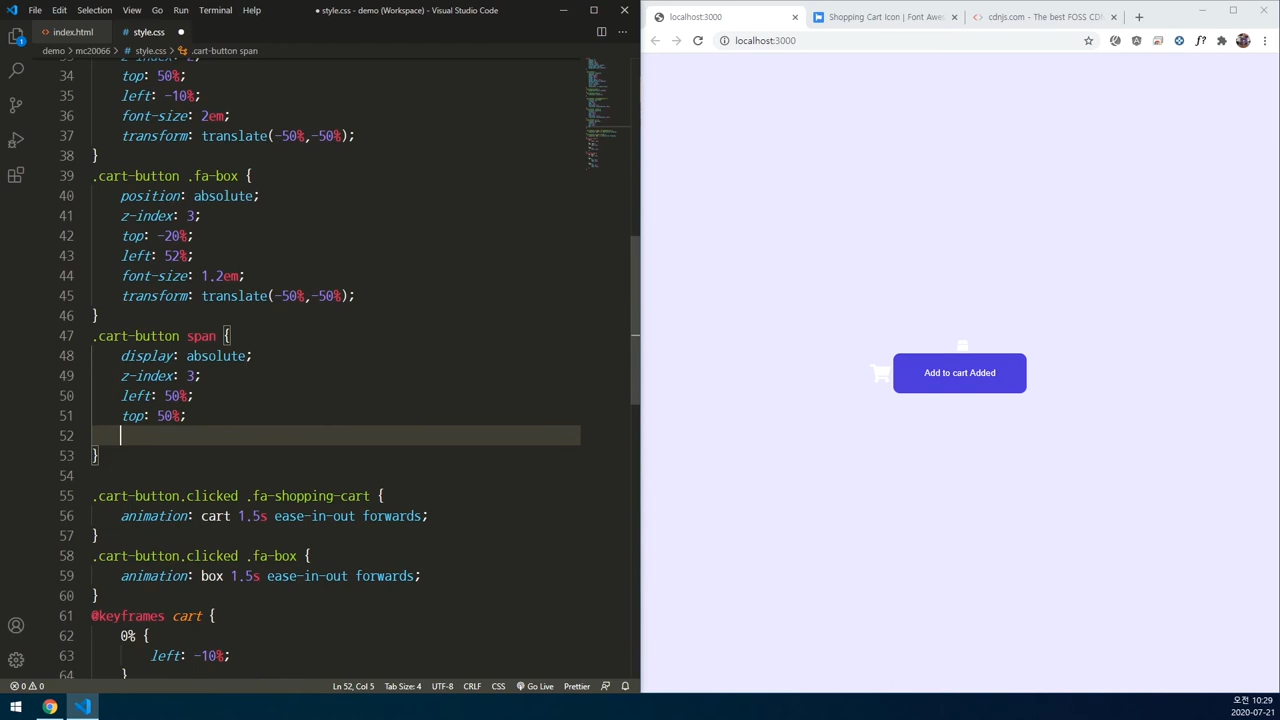 File Edit Selection View Go Run Terminal Help
● style.css - demo (Workspace) - Visual Studio Code
index.html style.css ●
demo > mc20066 > # style.css > .cart-button span
34 top: 50%;
35 left: -10%;
36 font-size: 2em;
37 transform: translate(-50%,-50%);
38 }
39 .cart-button .fa-box {
40 position: absolute;
41 z-index: 3;
42 top: -20%;
43 left: 52%;
44 font-size: 1.2em;
45 transform: translate(-50%,-50%);
46 }
47 .cart-button span {
48 display: absolute;
49 z-index: 3;
50 left: 50%;
51 top: 50%;
52
53 }
54
55 .cart-button.clicked .fa-shopping-cart {
56 animation: cart 1.5s ease-in-out forwards;
57 }
58 .cart-button.clicked .fa-box {
59 animation: box 1.5s ease-in-out forwards;
60 }
61 @keyframes cart {
62 0% {
63 left: -10%;
64 }
0 0 Ln 52, Col 5 Tab Size: 4 UTF-8 CRLF CSS Go Live Prettier
localhost:3000
Shopping Cart Icon | Font Awes
cdnjs.com - The best FOSS CDN
localhost:3000
Add to cart Added
오전 10:29
2020-07-21